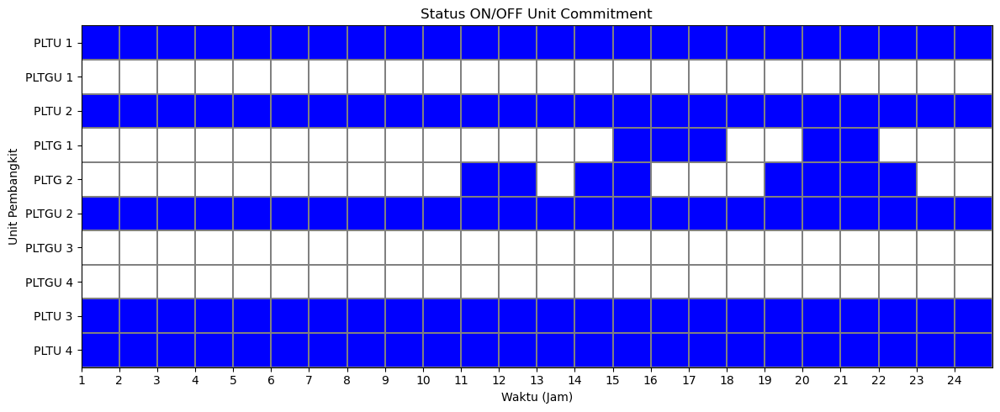 Status ON/OFF Unit Commitment
PLTU 1
PLTGU 1
PLTU 2
PLTG 1
PLTG 2
PLTGU 2
PLTGU 3
PLTGU 4
PLTU 3
PLTU 4
Unit Pembangkit
1 2 3 4 5 6 7 8 9 10 11 12 13 14 15 16 17 18 19 20 21 22 23 24
Waktu (Jam)